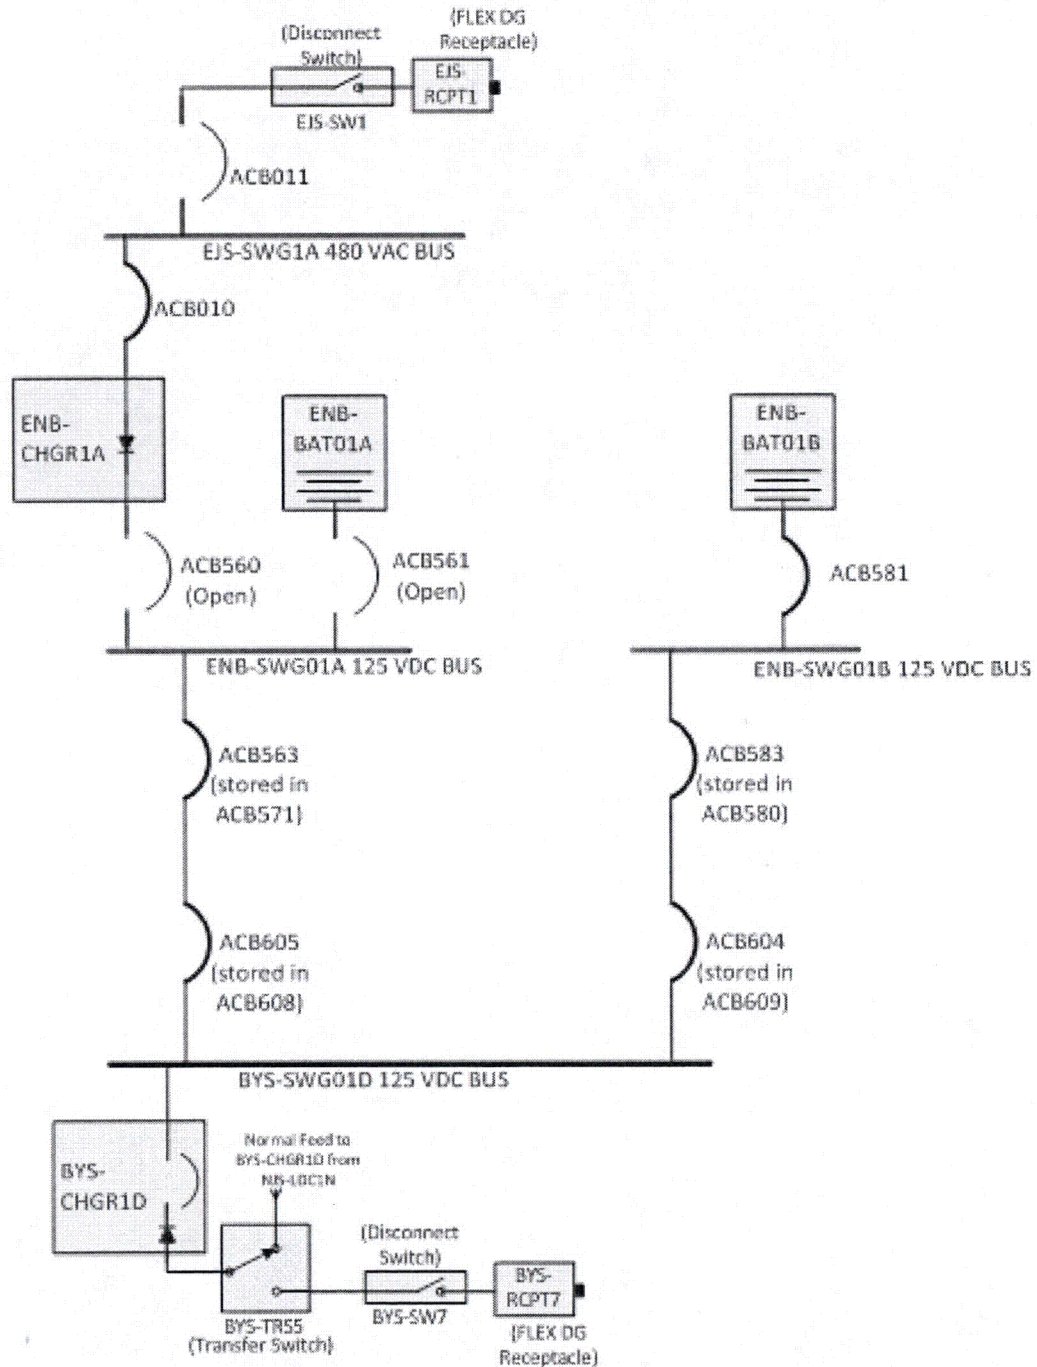 (FLEX DG
Receptacle)
(Disconnect
Switch)
EJS-
RCPT1
EJS-SW1
ACB011
EJS-SWG1A 480 VAC BUS
ACB010
ENB-
CHGR1A
ENB-
BAT01A
ENB-
BAT01B
ACB560
(Open)
ACB561
(Open)
ACB581
ENB-SWG01A 125 VDC BUS
ENB-SWG01B 125 VDC BUS
ACB563
(stored in
ACB571)
ACB583
(stored in
ACB580)
ACB605
(stored in
ACB608)
ACB604
(stored in
ACB609)
BYS-SWG01D 125 VDC BUS
Normal Feed to
BYS-CHGR1D from
NJS-LDC1N
BYS-
CHGR1D
(Disconnect
Switch)
BYS-
RCPT7
BYS-TRS5
(Transfer Switch)
BYS-SW7
(FLEX DG
Receptacle)